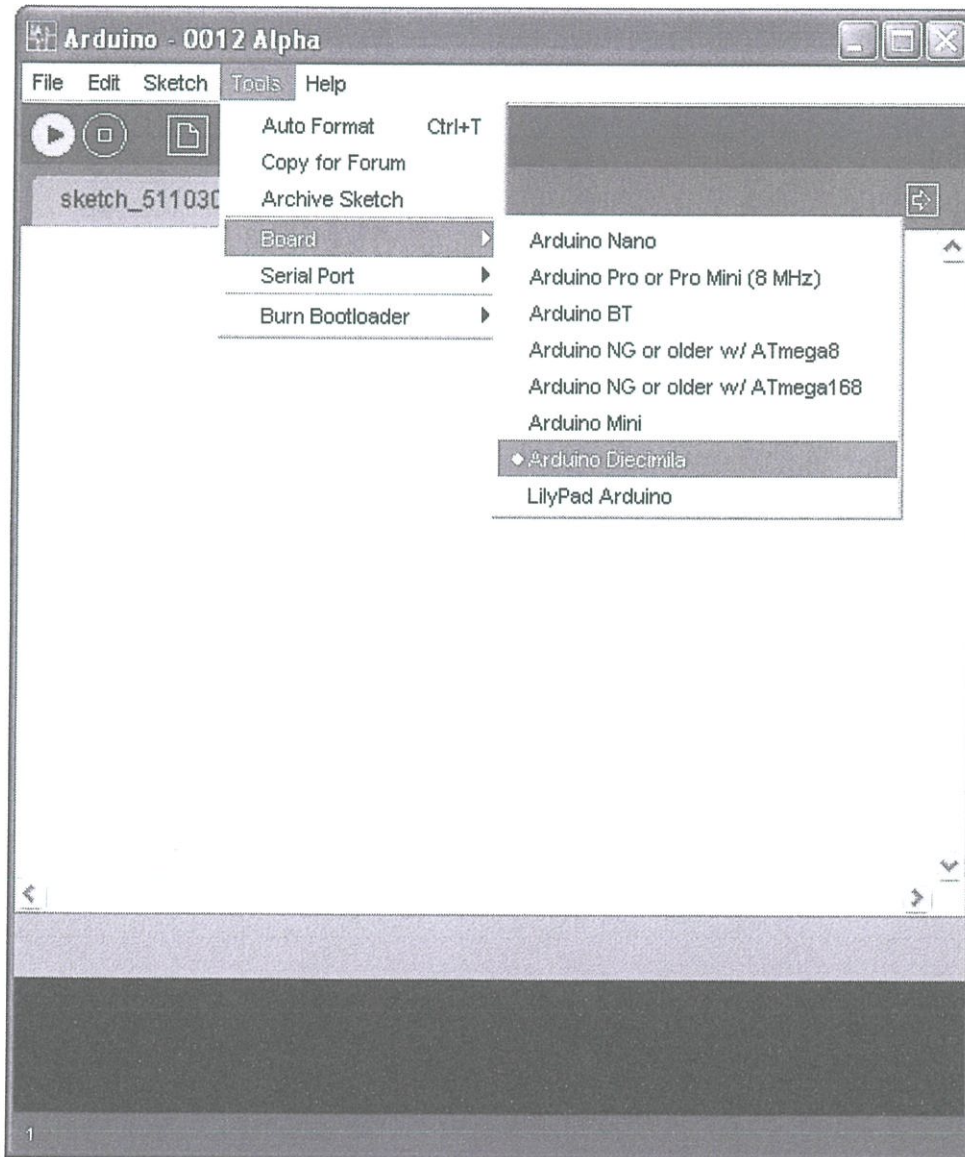 Arduino - 0012 Alpha
File Edit Sketch Tools Help
Auto Format Ctrl+T
Copy for Forum
sketch_511030
Archive Sketch
Board
Serial Port
Burn Bootloader
Arduino Nano
Arduino Pro or Pro Mini (8 MHz)
Arduino BT
Arduino NG or older w/ ATmega8
Arduino NG or older w/ ATmega168
Arduino Mini
Arduino Diecimila
LilyPad Arduino
1